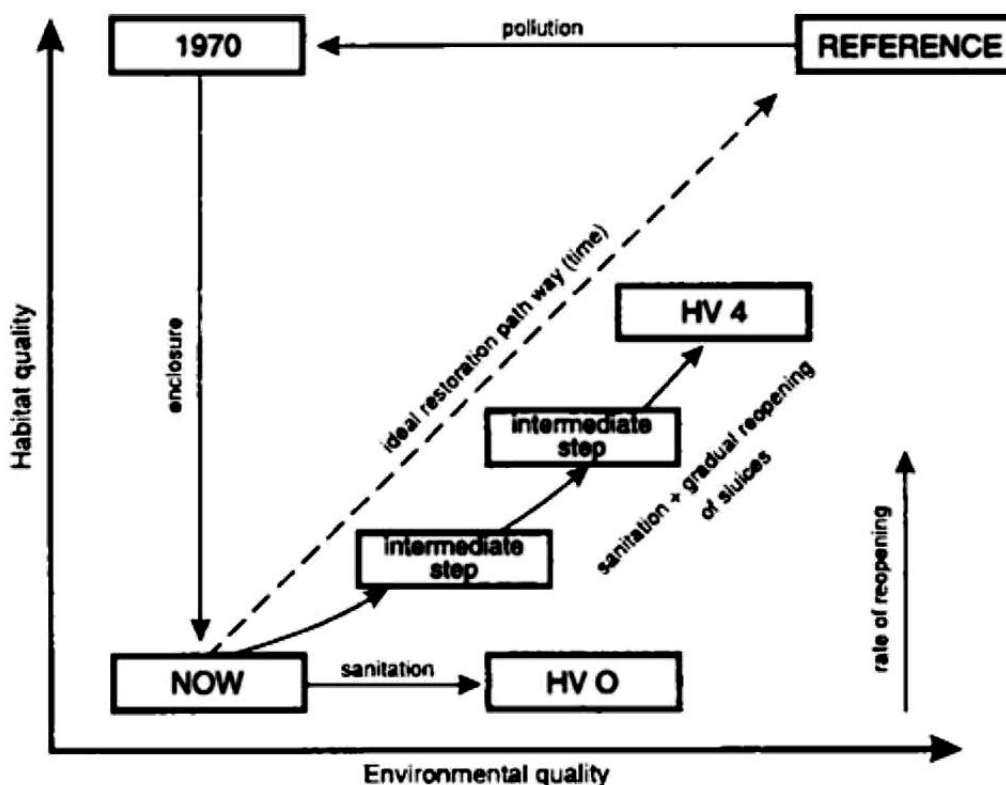 1970
pollution
REFERENCE
Habitat quality
enclosure
ideal restoration path way (time)
HV 4
intermediate
step
sanitation + gradual reopening
of sluices
intermediate
step
rate of reopening
NOW
sanitation
HV O
Environmental quality